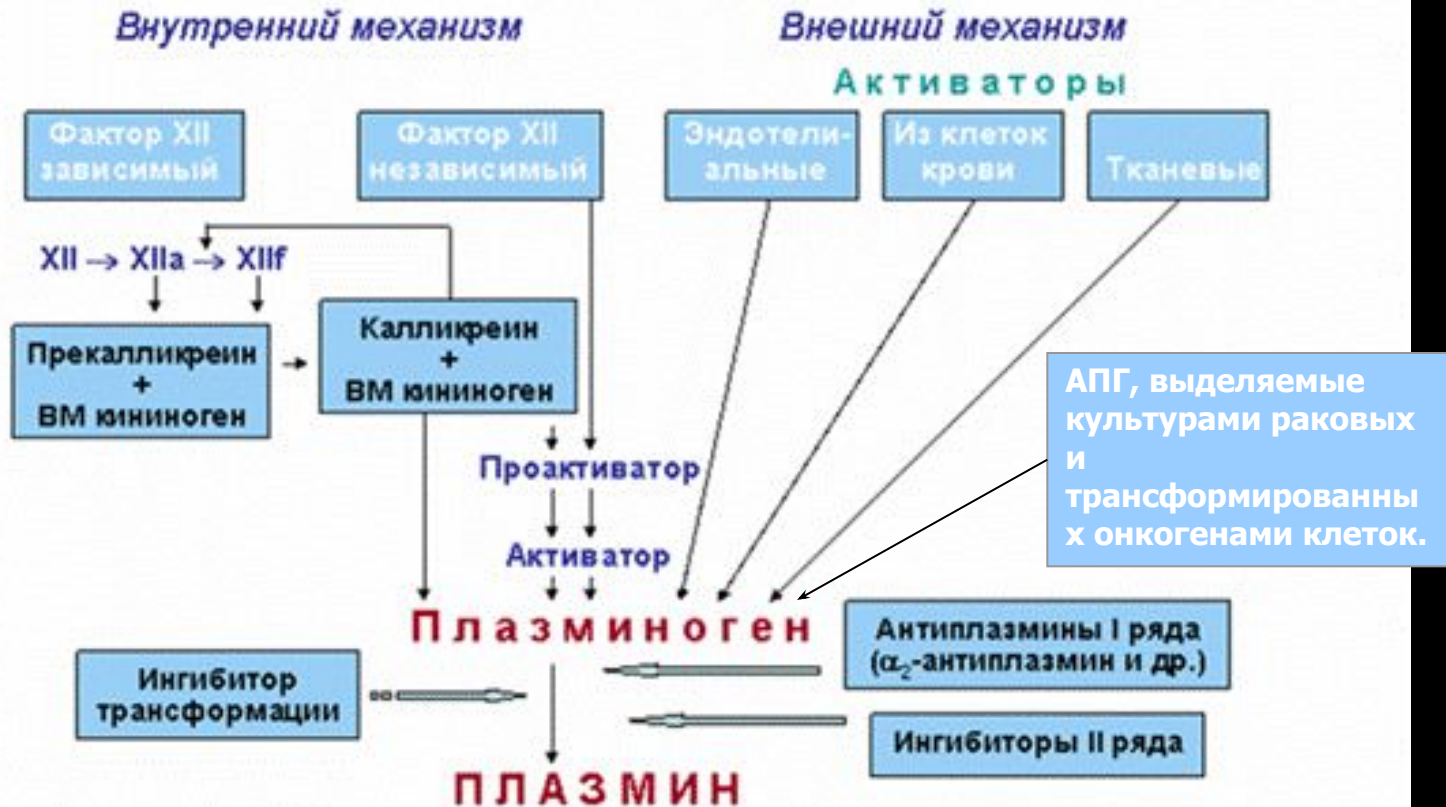 Внутренний механизм
Внешний механизм
Активаторы
Фактор XII
зависимый
Фактор XII
независимый
Эндотели-
альные
Из клеток
крови
Тканевые
XII → XIIa → XIIf
Прекалликреин
+
ВМ кининоген
Калликреин
+
ВМ кининоген
АПГ, выделяемые
культурами раковых
и
трансформированны
х онкогенами клеток.
Проактиватор
Активатор
Плазминоген
Антиплазмины I ряда
(α₂-антиплазмин и др.)
Ингибитор
трансформации
Ингибиторы II ряда
ПЛАЗМИН